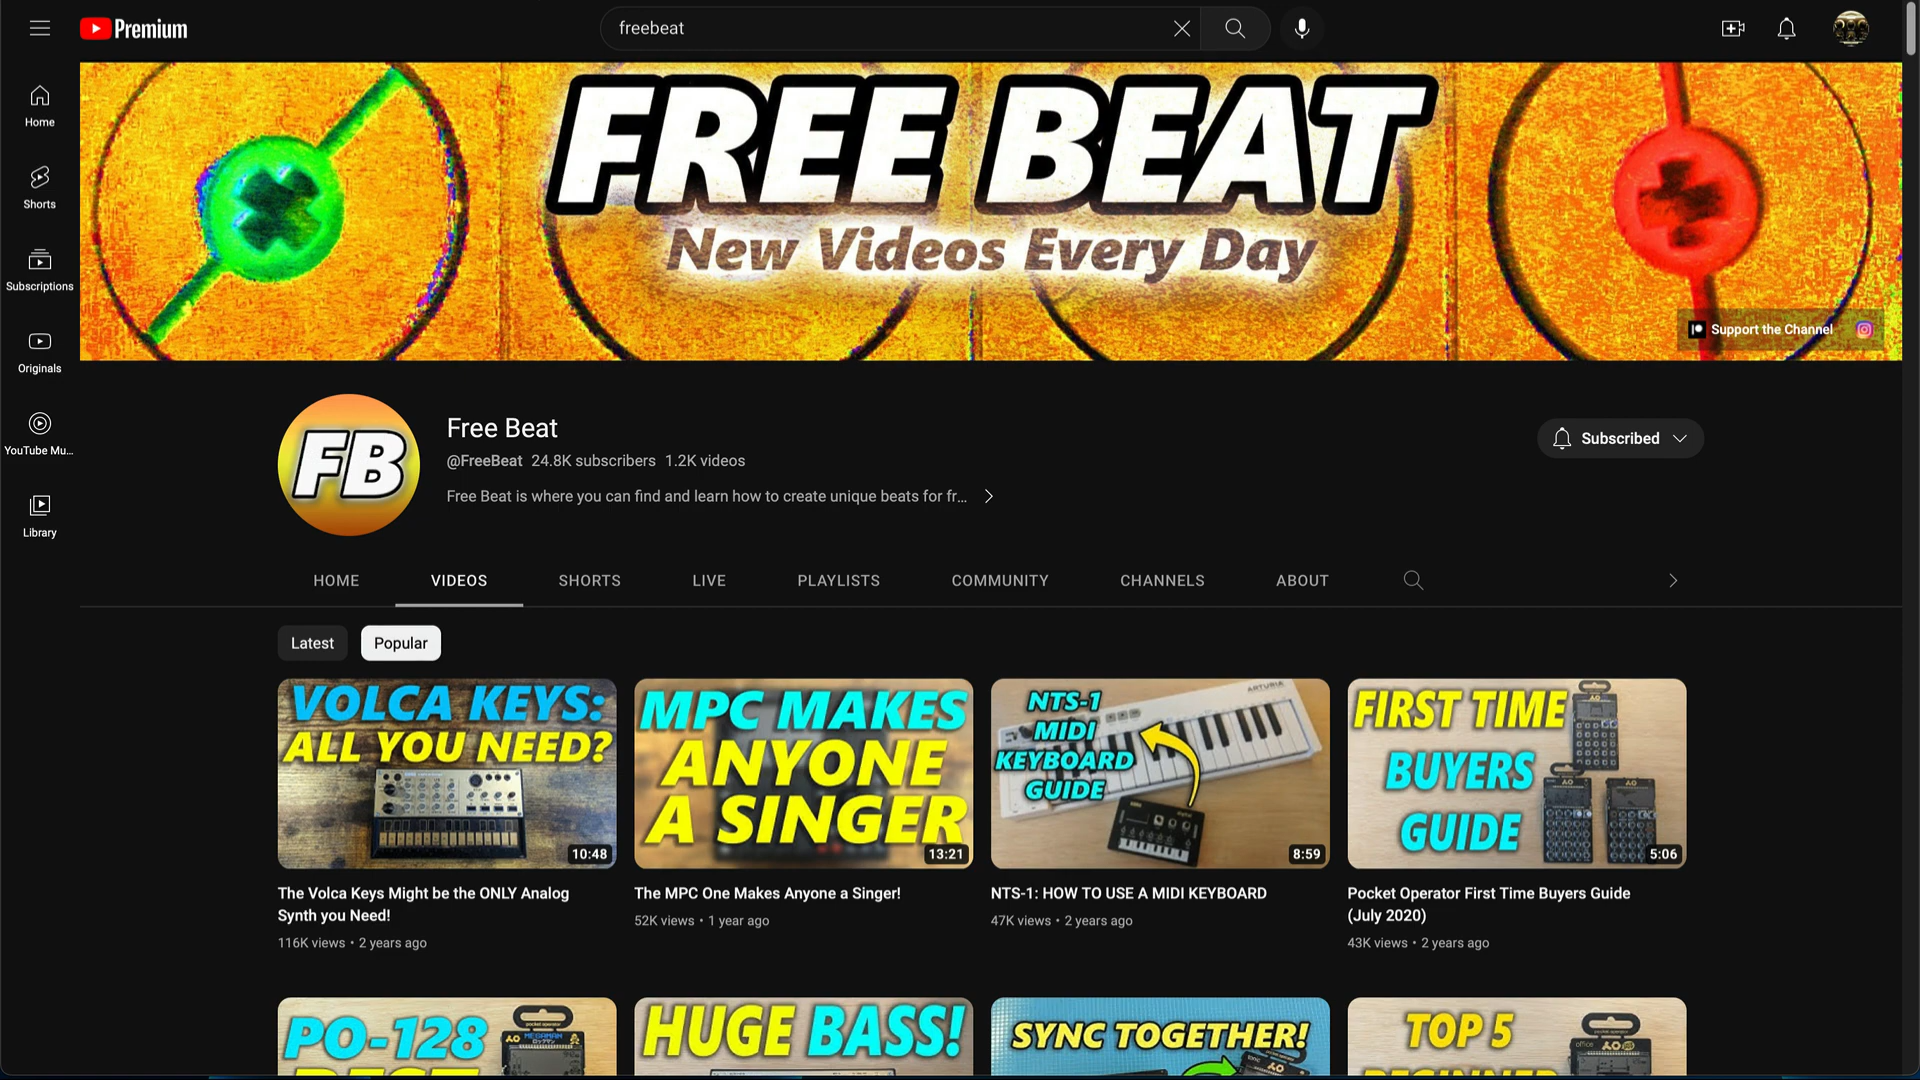 Premium
freebeat
Home
Shorts
Subscriptions
Originals
YouTube Mu...
Library
FREE BEAT
New Videos Every Day
Support the Channel
FB
Free Beat
@FreeBeat 24.8K subscribers 1.2K videos
Free Beat is where you can find and learn how to create unique beats for fr...
Subscribed
HOME VIDEOS SHORTS LIVE PLAYLISTS COMMUNITY CHANNELS ABOUT
Latest Popular
VOLCA KEYS:
ALL YOU NEED?
10:48
The Volca Keys Might be the ONLY Analog
Synth you Need!
116K views • 2 years ago
MPC MAKES
ANYONE
A SINGER
13:21
The MPC One Makes Anyone a Singer!
52K views • 1 year ago
ARTURIA
NTS-1
MIDI
KEYBOARD
GUIDE
8:59
NTS-1: HOW TO USE A MIDI KEYBOARD
47K views • 2 years ago
FIRST TIME
BUYERS
GUIDE
5:06
Pocket Operator First Time Buyers Guide
(July 2020)
43K views • 2 years ago
PO-128
BEST
pocket operator
MEGAMAN
HUGE BASS!
SYNC TOGETHER!
TOP 5
BEGINNER
office